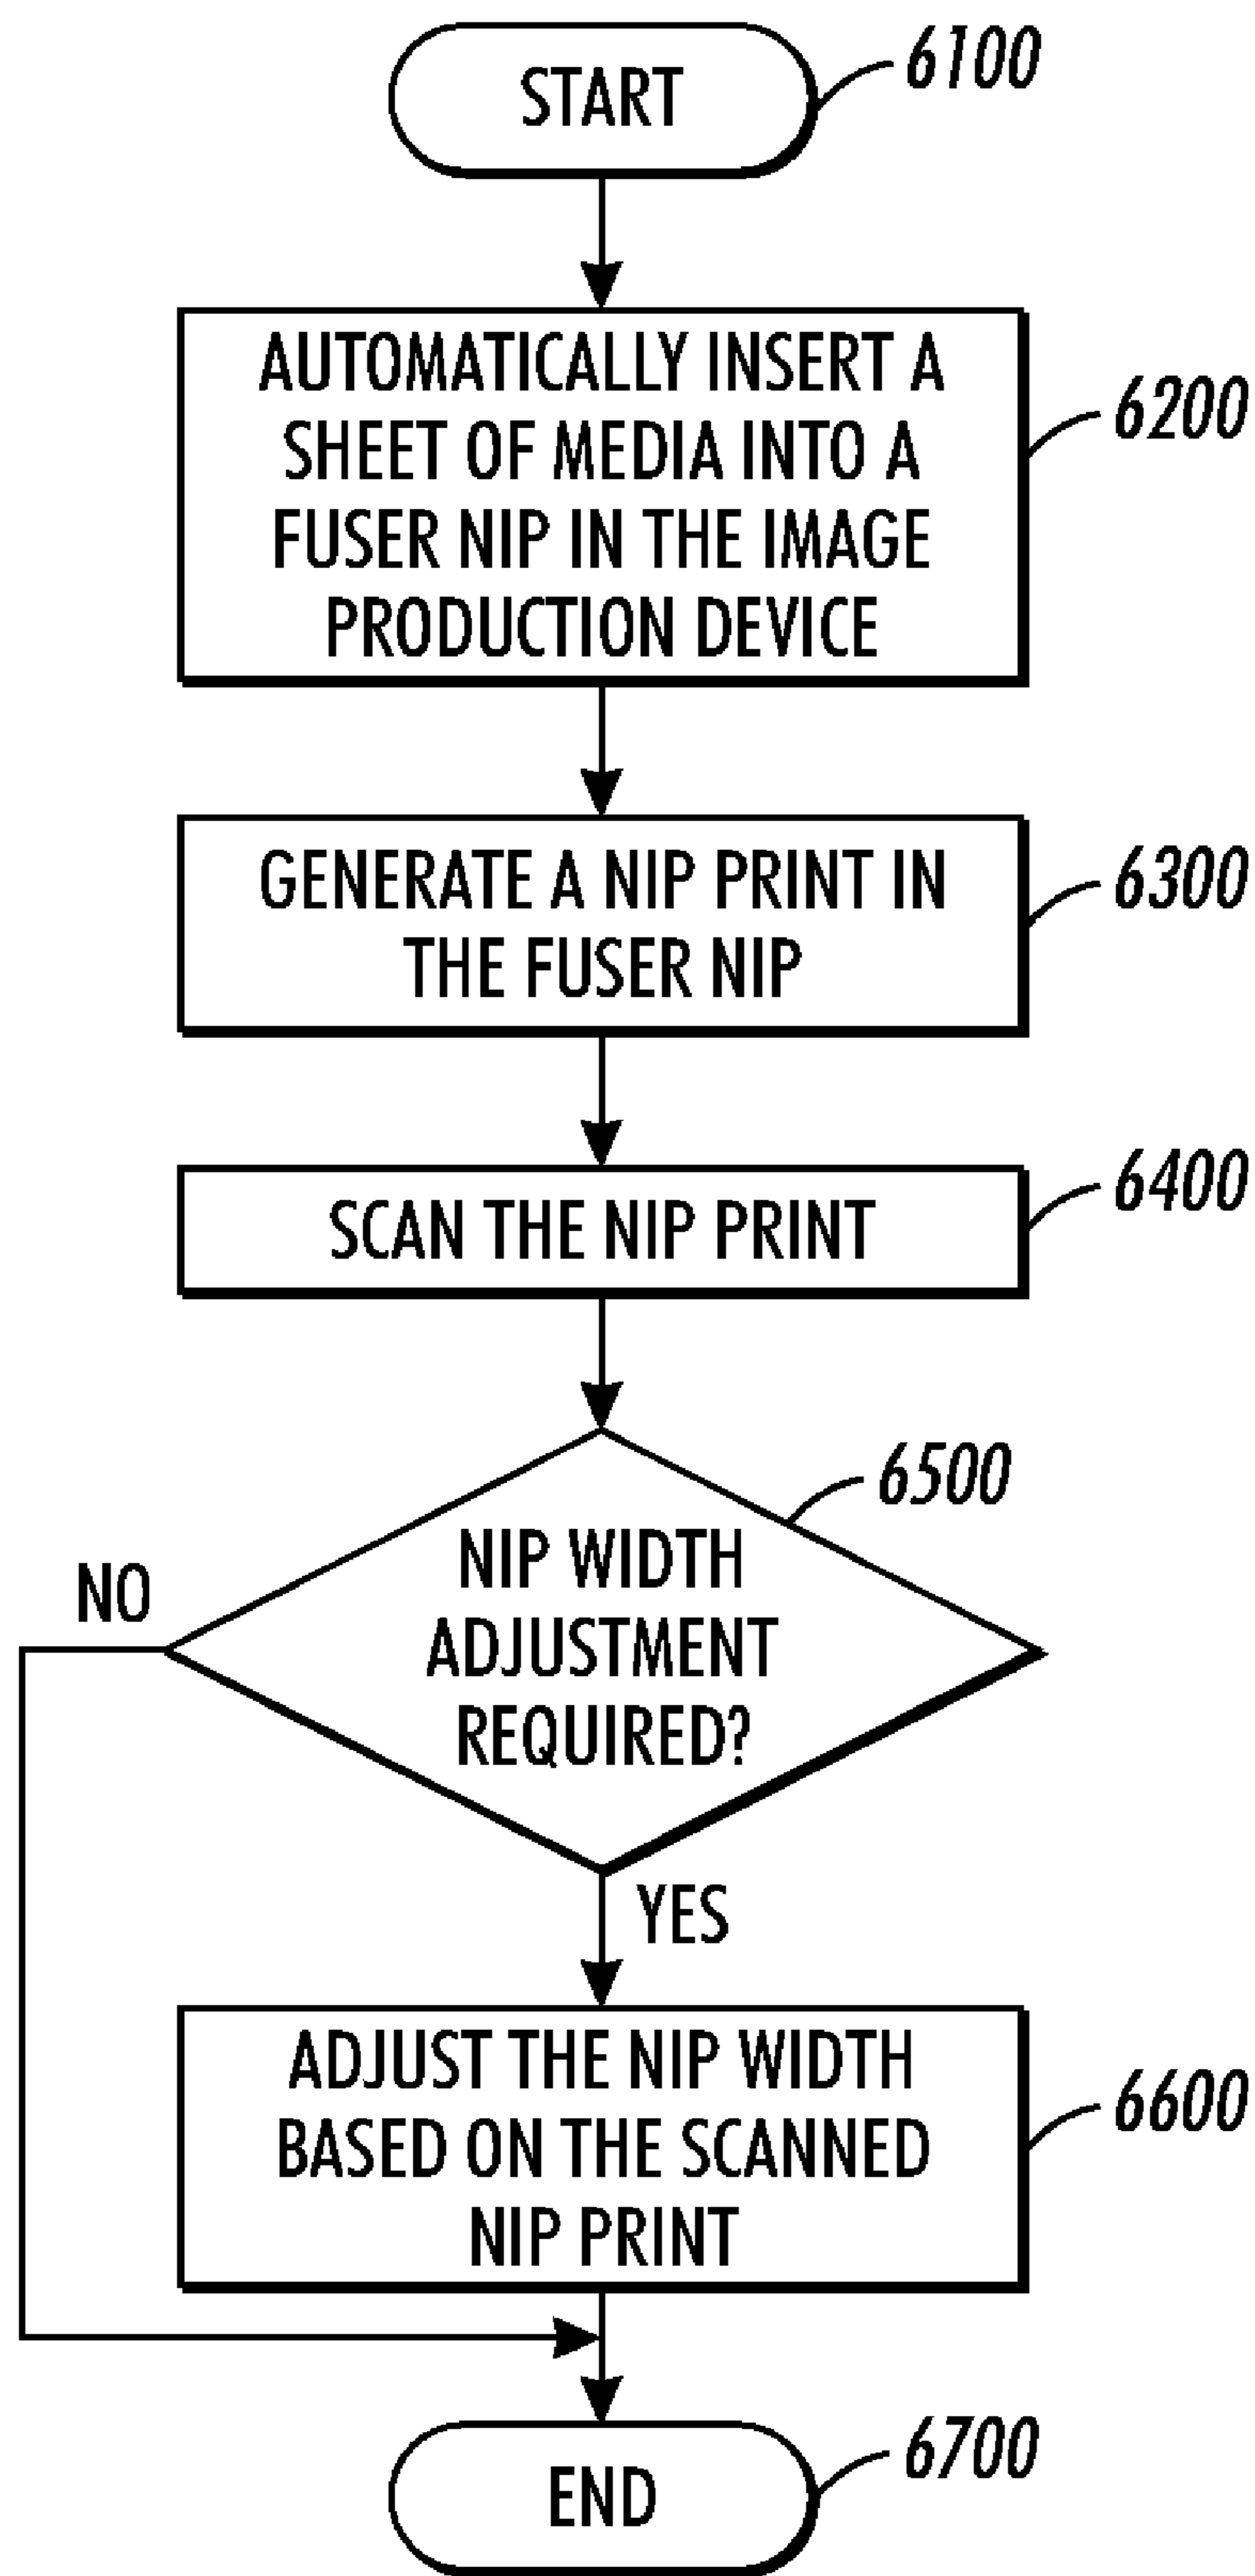 START
6100
AUTOMATICALLY INSERT A
SHEET OF MEDIA INTO A
FUSER NIP IN THE IMAGE
PRODUCTION DEVICE
6200
GENERATE A NIP PRINT IN
THE FUSER NIP
6300
SCAN THE NIP PRINT
6400
NIP WIDTH
ADJUSTMENT
REQUIRED?
6500
NO
YES
ADJUST THE NIP WIDTH
BASED ON THE SCANNED
NIP PRINT
6600
END
6700